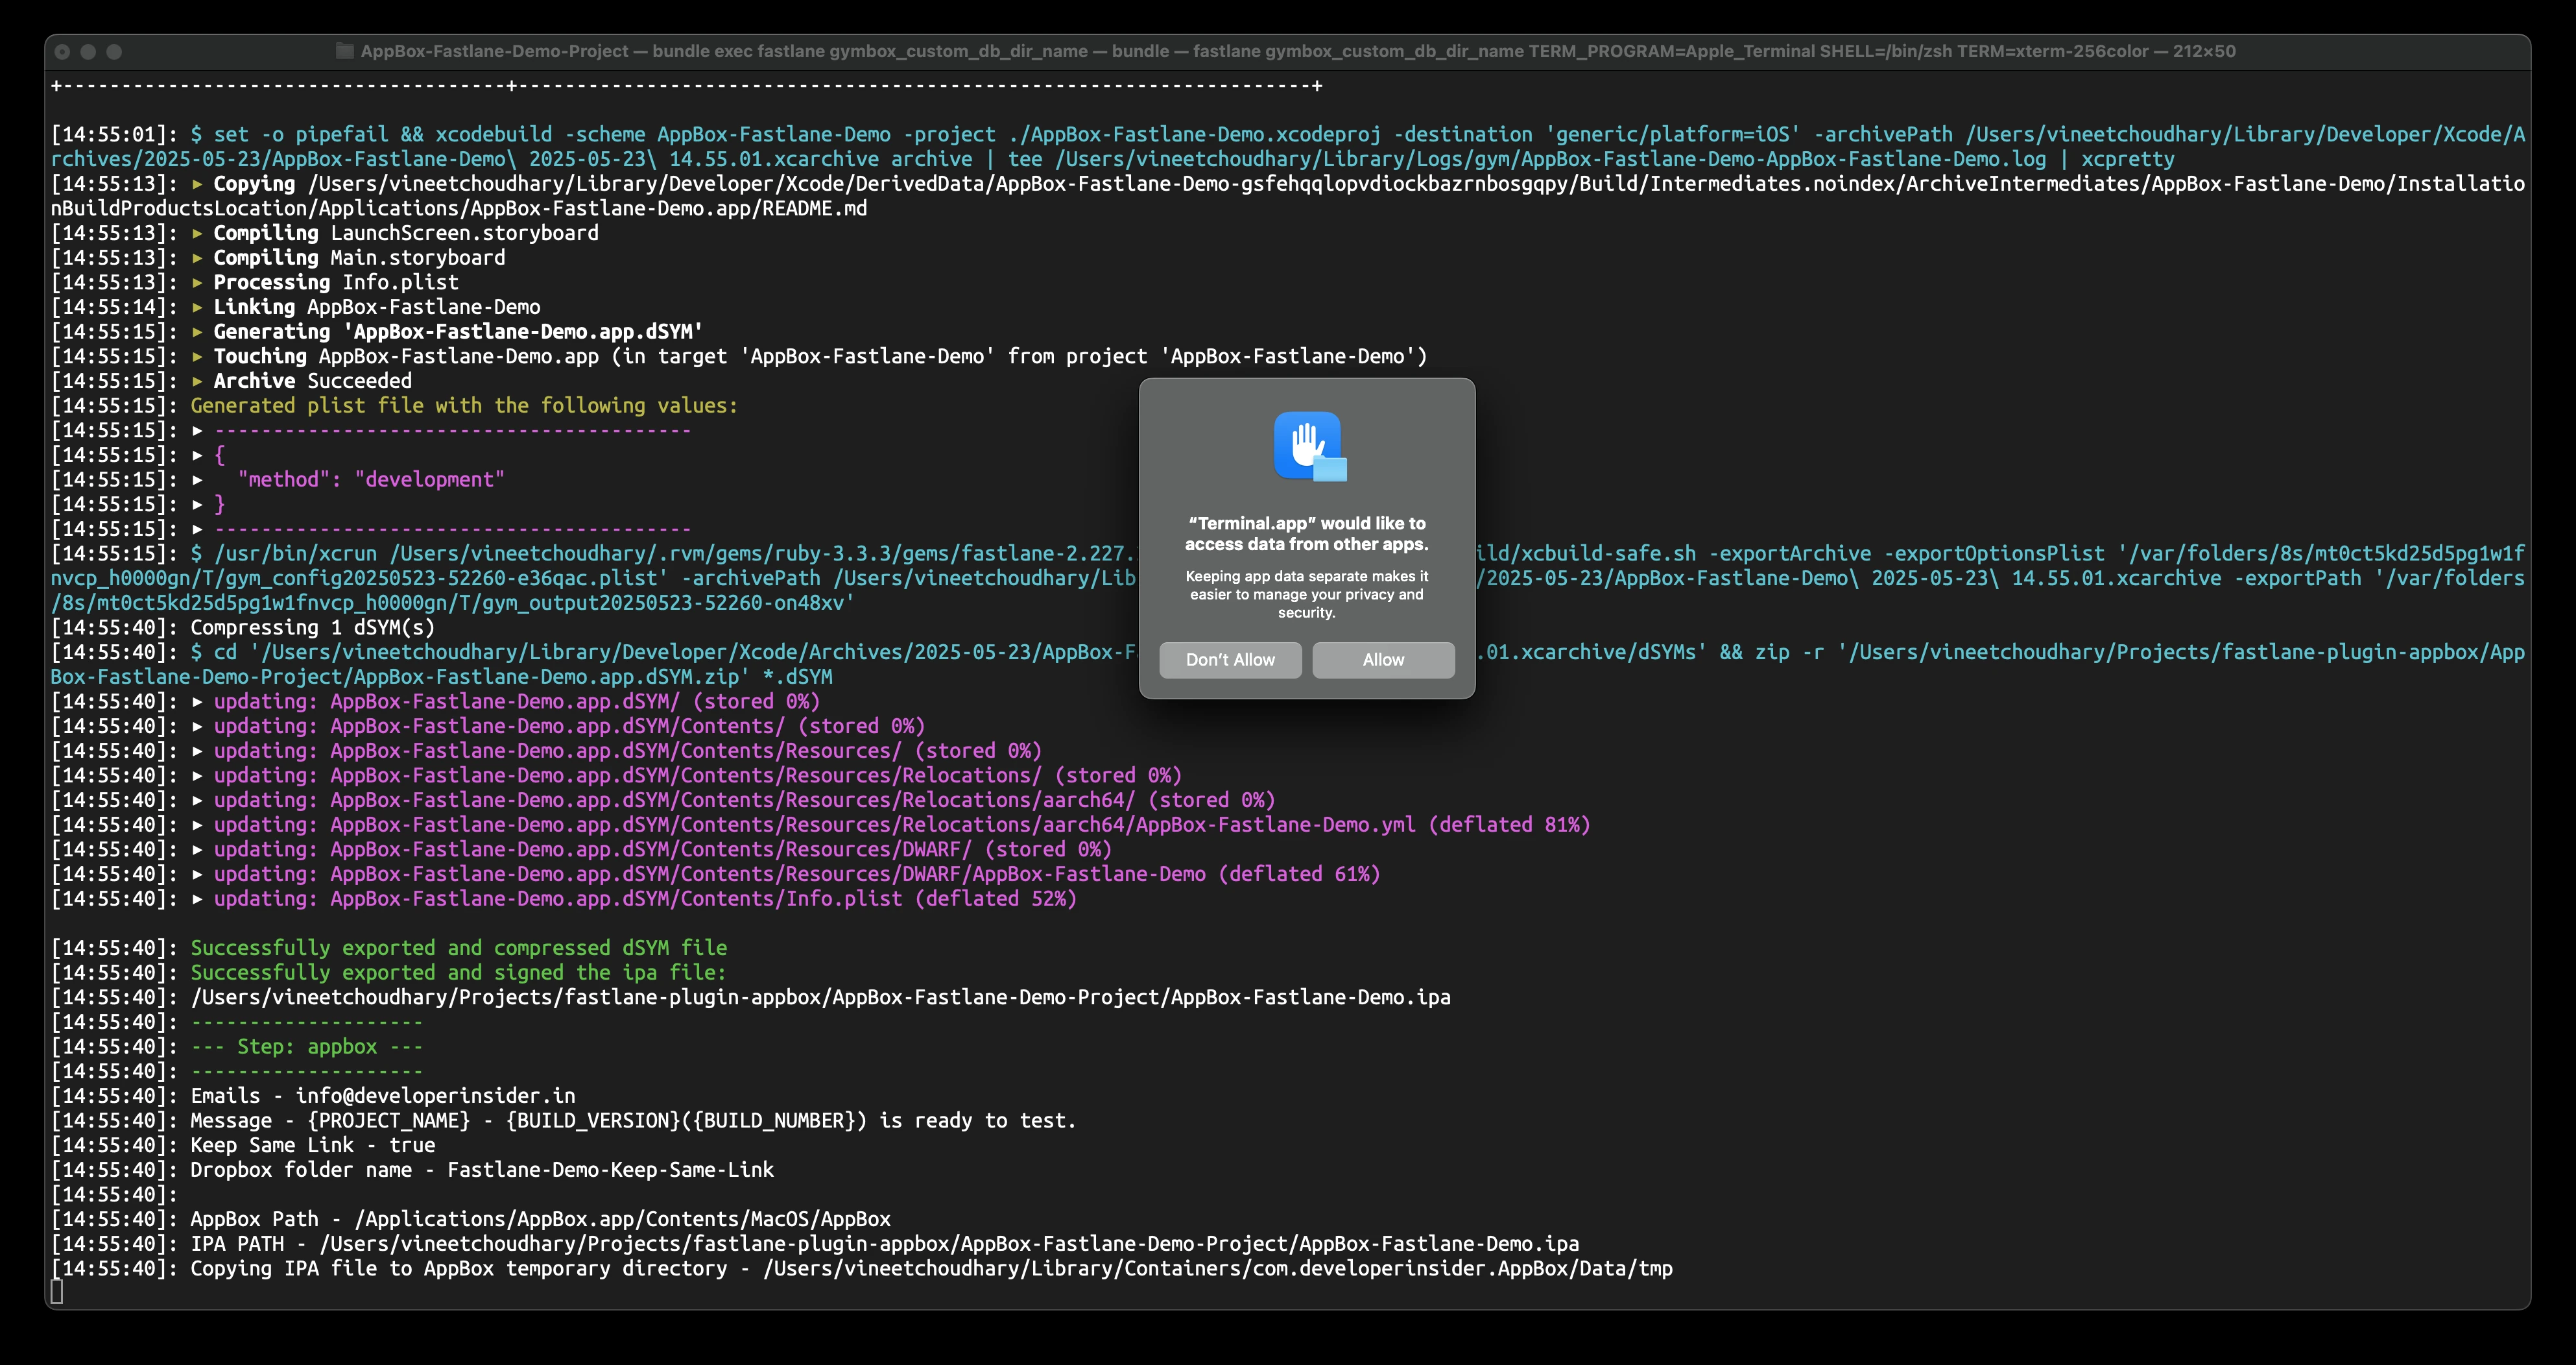 AppBox-Fastlane-Demo-Project — bundle exec fastlane gymbox_custom_db_dir_name — bundle — fastlane gymbox_custom_db_dir_name TERM_PROGRAM=Apple_Terminal SHELL=/bin/zsh TERM=xterm-256color — 212×50
+--------------------------------------+--------------------------------------------------------------------+
[14:55:01]: $ set -o pipefail && xcodebuild -scheme AppBox-Fastlane-Demo -project ./AppBox-Fastlane-Demo.xcodeproj -destination 'generic/platform=iOS' -archivePath /Users/vineetchoudhary/Library/Developer/Xcode/A
rchives/2025-05-23/AppBox-Fastlane-Demo\ 2025-05-23\ 14.55.01.xcarchive archive | tee /Users/vineetchoudhary/Library/Logs/gym/AppBox-Fastlane-Demo-AppBox-Fastlane-Demo.log | xcpretty
[14:55:13]: ▸ Copying /Users/vineetchoudhary/Library/Developer/Xcode/DerivedData/AppBox-Fastlane-Demo-gsfehqqlopvdiockbazrnbosgqpy/Build/Intermediates.noindex/ArchiveIntermediates/AppBox-Fastlane-Demo/Installatio
nBuildProductsLocation/Applications/AppBox-Fastlane-Demo.app/README.md
[14:55:13]: ▸ Compiling LaunchScreen.storyboard
[14:55:13]: ▸ Compiling Main.storyboard
[14:55:13]: ▸ Processing Info.plist
[14:55:14]: ▸ Linking AppBox-Fastlane-Demo
[14:55:15]: ▸ Generating 'AppBox-Fastlane-Demo.app.dSYM'
[14:55:15]: ▸ Touching AppBox-Fastlane-Demo.app (in target 'AppBox-Fastlane-Demo' from project 'AppBox-Fastlane-Demo')
[14:55:15]: ▸ Archive Succeeded
[14:55:15]: Generated plist file with the following values:
[14:55:15]: ▸ -----------------------------------------
[14:55:15]: ▸ {
[14:55:15]: ▸   "method": "development"
[14:55:15]: ▸ }
[14:55:15]: ▸ -----------------------------------------
[14:55:15]: $ /usr/bin/xcrun /Users/vineetchoudhary/.rvm/gems/ruby-3.3.3/gems/fastlane-2.227. ild/xcbuild-safe.sh -exportArchive -exportOptionsPlist '/var/folders/8s/mt0ct5kd25d5pg1w1f
nvcp_h0000gn/T/gym_config20250523-52260-e36qac.plist' -archivePath /Users/vineetchoudhary/Lib /2025-05-23/AppBox-Fastlane-Demo\ 2025-05-23\ 14.55.01.xcarchive -exportPath '/var/folders
/8s/mt0ct5kd25d5pg1w1fnvcp_h0000gn/T/gym_output20250523-52260-on48xv'
[14:55:40]: Compressing 1 dSYM(s)
[14:55:40]: $ cd '/Users/vineetchoudhary/Library/Developer/Xcode/Archives/2025-05-23/AppBox-F .01.xcarchive/dSYMs' && zip -r '/Users/vineetchoudhary/Projects/fastlane-plugin-appbox/App
Box-Fastlane-Demo-Project/AppBox-Fastlane-Demo.app.dSYM.zip' *.dSYM
[14:55:40]: ▸ updating: AppBox-Fastlane-Demo.app.dSYM/ (stored 0%)
[14:55:40]: ▸ updating: AppBox-Fastlane-Demo.app.dSYM/Contents/ (stored 0%)
[14:55:40]: ▸ updating: AppBox-Fastlane-Demo.app.dSYM/Contents/Resources/ (stored 0%)
[14:55:40]: ▸ updating: AppBox-Fastlane-Demo.app.dSYM/Contents/Resources/Relocations/ (stored 0%)
[14:55:40]: ▸ updating: AppBox-Fastlane-Demo.app.dSYM/Contents/Resources/Relocations/aarch64/ (stored 0%)
[14:55:40]: ▸ updating: AppBox-Fastlane-Demo.app.dSYM/Contents/Resources/Relocations/aarch64/AppBox-Fastlane-Demo.yml (deflated 81%)
[14:55:40]: ▸ updating: AppBox-Fastlane-Demo.app.dSYM/Contents/Resources/DWARF/ (stored 0%)
[14:55:40]: ▸ updating: AppBox-Fastlane-Demo.app.dSYM/Contents/Resources/DWARF/AppBox-Fastlane-Demo (deflated 61%)
[14:55:40]: ▸ updating: AppBox-Fastlane-Demo.app.dSYM/Contents/Info.plist (deflated 52%)
[14:55:40]: Successfully exported and compressed dSYM file
[14:55:40]: Successfully exported and signed the ipa file:
[14:55:40]: /Users/vineetchoudhary/Projects/fastlane-plugin-appbox/AppBox-Fastlane-Demo-Project/AppBox-Fastlane-Demo.ipa
[14:55:40]: --------------------
[14:55:40]: --- Step: appbox ---
[14:55:40]: --------------------
[14:55:40]: Emails - info@developerinsider.in
[14:55:40]: Message - {PROJECT_NAME} - {BUILD_VERSION}({BUILD_NUMBER}) is ready to test.
[14:55:40]: Keep Same Link - true
[14:55:40]: Dropbox folder name - Fastlane-Demo-Keep-Same-Link
[14:55:40]:
[14:55:40]: AppBox Path - /Applications/AppBox.app/Contents/MacOS/AppBox
[14:55:40]: IPA PATH - /Users/vineetchoudhary/Projects/fastlane-plugin-appbox/AppBox-Fastlane-Demo-Project/AppBox-Fastlane-Demo.ipa
[14:55:40]: Copying IPA file to AppBox temporary directory - /Users/vineetchoudhary/Library/Containers/com.developerinsider.AppBox/Data/tmp
“Terminal.app” would like to
access data from other apps.
Keeping app data separate makes it
easier to manage your privacy and
security.
Don’t Allow
Allow